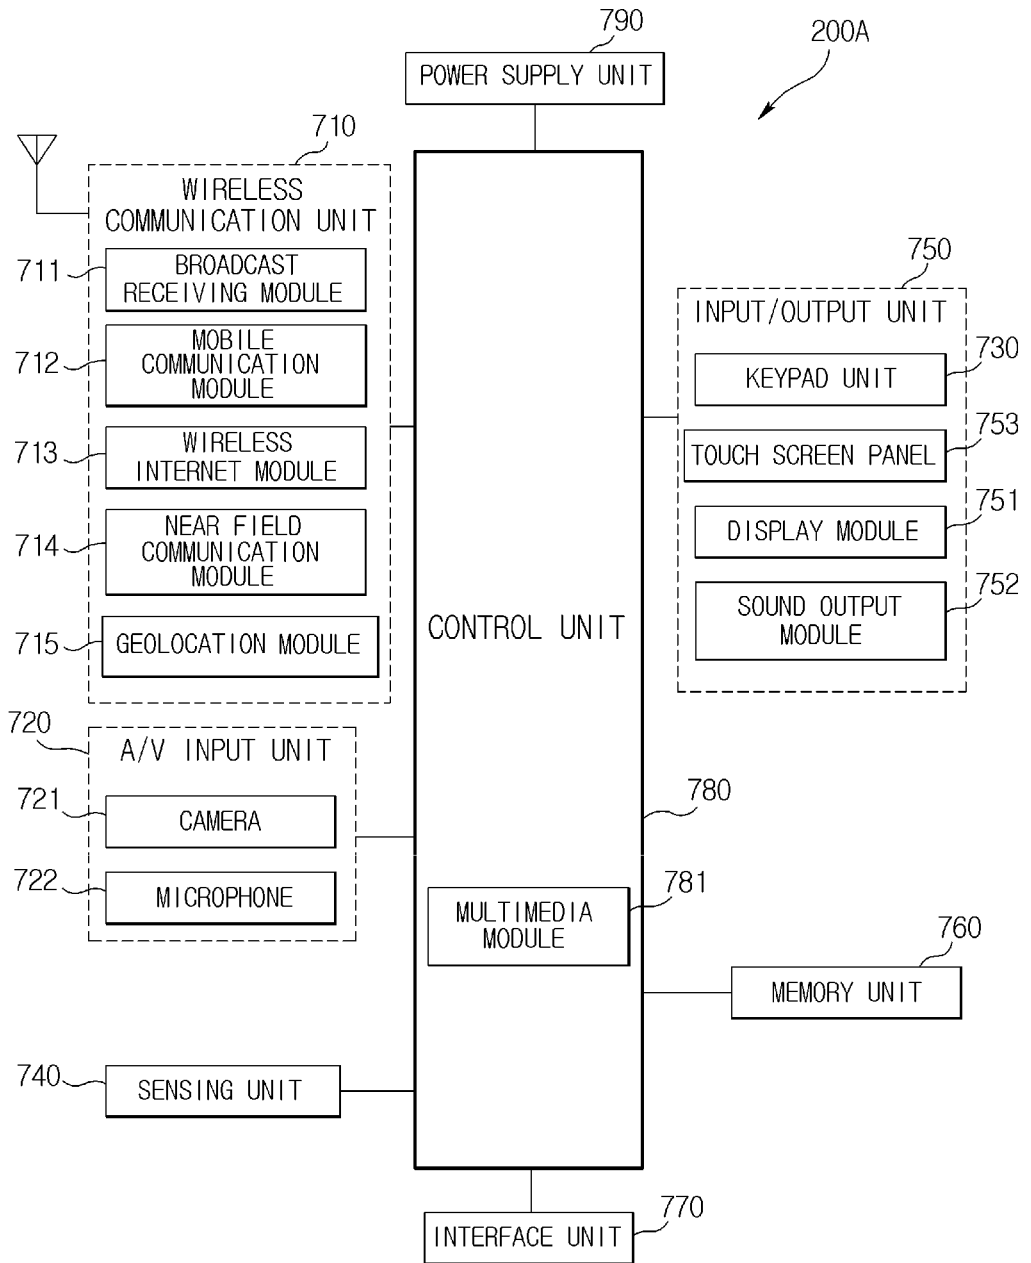 790
200A
POWER SUPPLY UNIT
710
WIRELESS
COMMUNICATION UNIT
711
BROADCAST
RECEIVING MODULE
712
MOBILE
COMMUNICATION
MODULE
713
WIRELESS
INTERNET MODULE
714
NEAR FIELD
COMMUNICATION
MODULE
715
GEOLOCATION MODULE
720
A/V INPUT UNIT
721
CAMERA
722
MICROPHONE
740
SENSING UNIT
CONTROL UNIT
780
781
MULTIMEDIA
MODULE
750
INPUT/OUTPUT UNIT
730
KEYPAD UNIT
753
TOUCH SCREEN PANEL
751
DISPLAY MODULE
752
SOUND OUTPUT
MODULE
760
MEMORY UNIT
770
INTERFACE UNIT